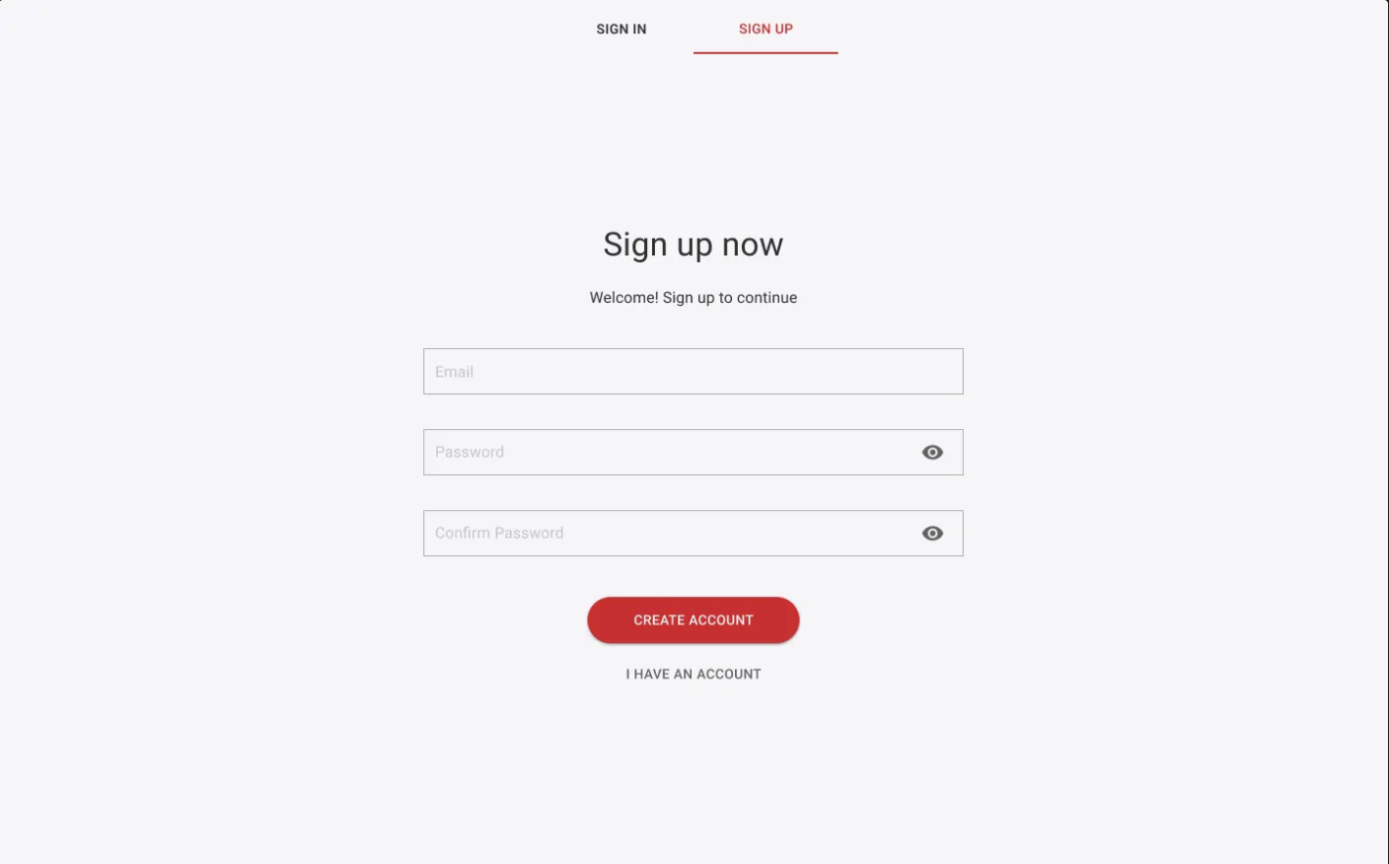 SIGN IN
SIGN UP
Sign up now
Welcome! Sign up to continue
Email
Password
Confirm Password
CREATE ACCOUNT
I HAVE AN ACCOUNT